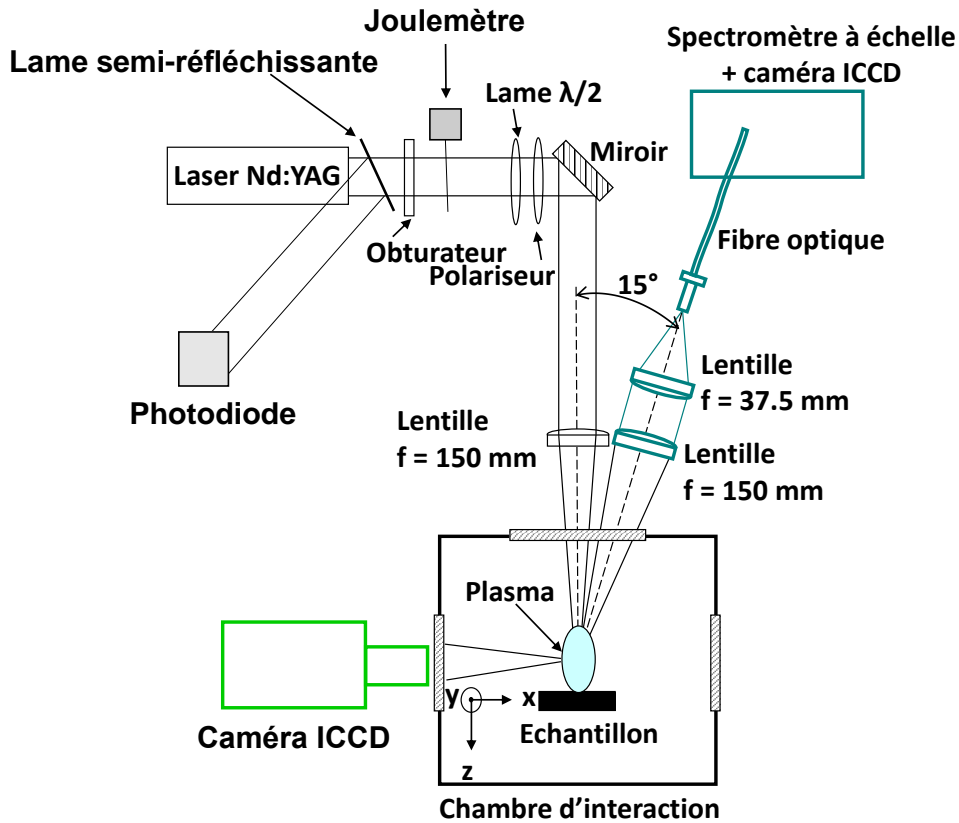 Joulemètre
Spectromètre à échelle
+ caméra ICCD
Lame semi-réfléchissante
Lame λ/2
Miroir
Laser Nd:YAG
Fibre optique
Obturateur
Polariseur
15°
Lentille
f = 37.5 mm
Photodiode
Lentille
f = 150 mm
Lentille
f = 150 mm
Plasma
y
x
Echantillon
Caméra ICCD
z
Chambre d’interaction